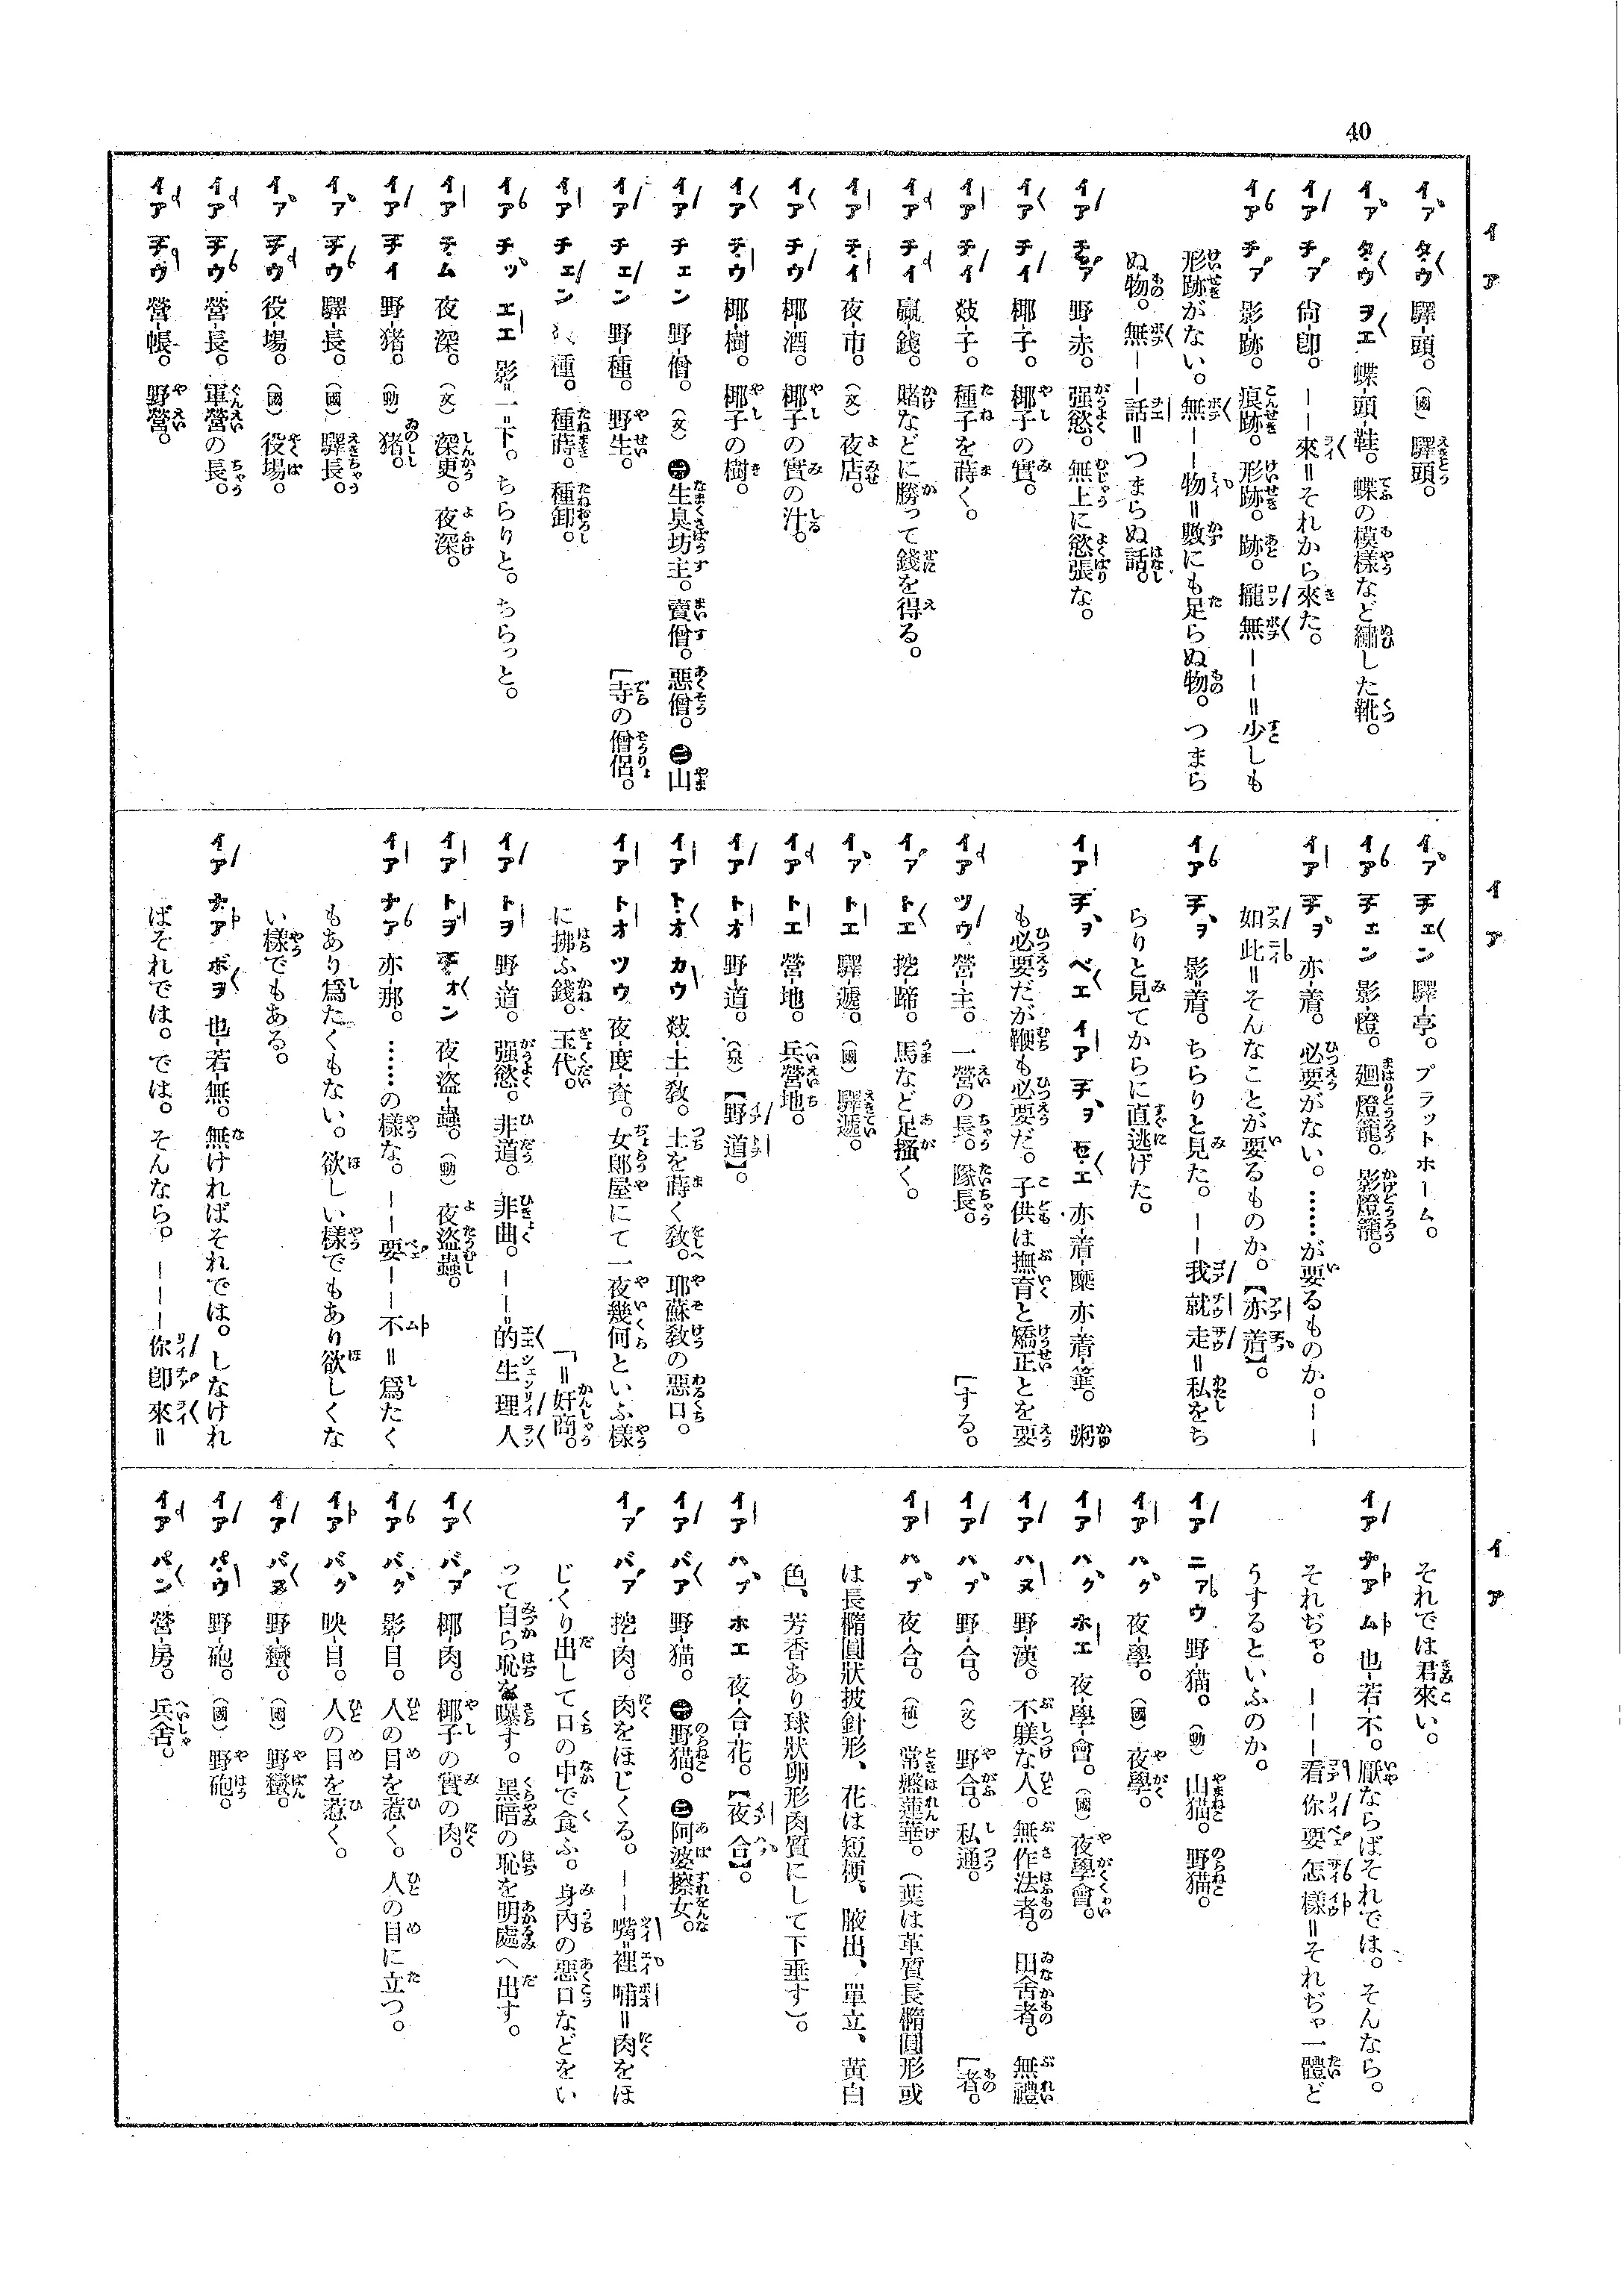 40
イア
イア タウ 驛-頭。(國) 驛頭。
イア タウ ヲエ 蝶-頭-鞋。蝶の模樣など繡した靴。
イア チア 尙-卽。――來=それから來た。
イア チア 影-跡。痕跡。形跡。跡。攏無――=少しも
形跡がない。無――物=數にも足らぬ物。つまら
ぬ物。無――話=つまらぬ話。
イア チア 野-赤。强慾。無上に慾張な。
イア チイ 椰-子。椰子の實。
イア チイ 敥-子。種子を蒔く。
イア チイ 贏-錢。賭などに勝って錢を得る。
イア チイ 夜-市。(文) 夜店。
イア チウ 椰-酒。椰子の實の汁。
イア チウ 椰-樹。椰子の樹。
イア チエン 野-僧。(文) ㊀生臭坊主。賣僧。惡僧。㊁山
[寺の僧侶。
イア チエン 野-種。野生。
イア チエン 敥-種。種蒔。種卸。
イア チッ エエ 影=一=下。ちらりと。ちらっと。
イア チム 夜-深。(文) 深更。夜深。
イア チイ 野-猪。(動) 猪。
イア チウ 驛-長。(國) 驛長。
イア チウ 役-場。(國) 役場。
イア チウ 營-長。軍營の長。
イア チウ 營-帳。野營。
イア
イア チエン 驛-亭。プラットホーム。
イア チエン 影-燈。廻燈籠。影燈籠。
イア チヲ 亦-着。必要がない。……が要るものか。――
如此=そんなことが要るものか。【亦着】。
イア チヲ 影=着。ちらりと見た。――我就走=私をち
らりと見てからに直逃げた。
イア チヲ ベエ イア チヲ セエ 亦-着-糜 亦-着-箠。粥
も必要だが鞭も必要だ。子供は撫育と矯正とを要
[する。
イア ツウ 營-主。一營の長。隊長。
イア トエ 挖-蹄。馬など足搔く。
イア トエ 驛-遞。(國) 驛遞。
イア トエ 營-地。兵營地。
イア トオ 野-道。(泉)【野道】。
イア トオ カウ 敥-土-敎。土を蒔く敎。耶蘇敎の惡口。
イア トオ ツウ 夜-度-資。女郎屋にて一夜幾何といふ樣
に拂ふ錢。玉代。
イア トヲ 野-道。强慾。非道。非曲。――=的生理人
[=奸商。
イア トヲ チオン 夜-盜-蟲。(動) 夜盜蟲。
イア ナア 亦-那。……の樣な。――要――不=爲たく
もあり爲たくもない。欲しい樣でもあり欲しくな
い樣でもある。
イア ナア ボヲ 也-若-無。無ければそれでは。しなけれ
ばそれでは。では。そんなら。―――你卽來=
イア
それでは君來い。
イア ナア ム 也-若-不。厭ならばそれでは。そんなら。
それぢゃ。―――看你要怎樣=それぢゃ一體ど
うするといふのか。
イア ニアウ 野-猫。(動) 山猫。野猫。
イア ハク 夜-學。(國) 夜學。
イア ハク ホエ 夜-學-會。(國) 夜學會。
イア ハヌ 野-漢。不躾な人。無作法者。田舍者。無禮
[者。
イア ハプ 野-合。(文) 野合。私通。
イア ハプ 夜-合。(植) 常盤蓮華。(葉は革質長橢圓形或
は長橢圓狀披針形、花は短梗、腋出、單立、黃白
色、芳香あり球狀卵形肉質にして下垂す)。
イア ハプ ホエ 夜-合-花。【夜合】。
イア バア 野-猫。㊀野猫。㊁阿婆擦女。
イア バア 挖-肉。肉をほじくる。――嘴=裡哺=肉をほ
じくり出して口の中で食ふ。身內の惡口などをい
って自ら恥を曝す。黑暗の恥を明處へ出す。
イア バア 椰-肉。椰子の實の肉。
イア バク 影-目。人の目を惹く。人の目に立つ。
イア バク 映-目。人の目を惹く。
イア バヌ 野-蠻。(國) 野蠻。
イア パウ 野-砲。(國) 野砲。
イア パン 營-房。兵舍。